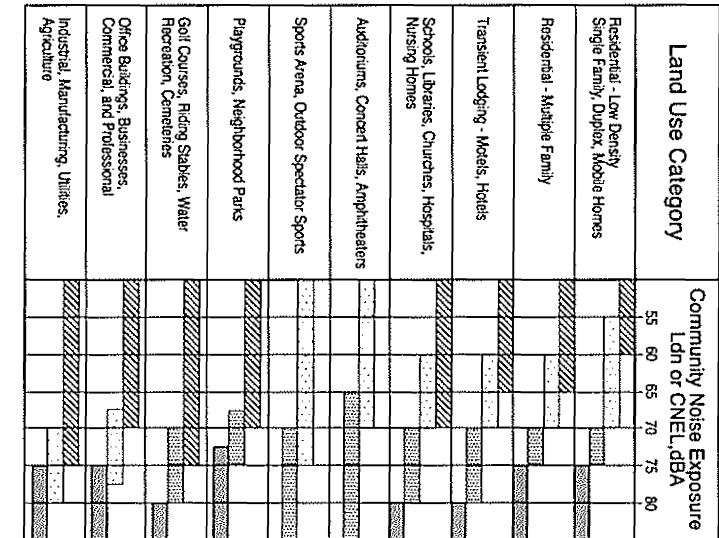 Land Use Category
Community Noise Exposure
Ldn or CNEL, dBA
55 60 65 70 75 80
Residential - Low Density
Single Family, Duplex, Mobile Homes
Residential - Multiple Family
Transient Lodging - Motels, Hotels
Schools, Libraries, Churches, Hospitals,
Nursing Homes
Auditoriums, Concert Halls, Amphitheaters
Sports Arena, Outdoor Spectator Sports
Playgrounds, Neighborhood Parks
Golf Courses, Riding Stables, Water
Recreation, Cemeteries
Office Buildings, Businesses,
Commercial, and Professional
Industrial, Manufacturing, Utilities,
Agriculture